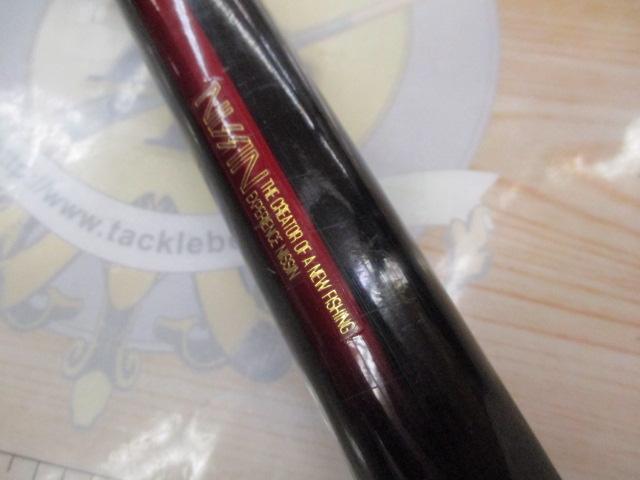 NISSIN
THE CREATOR OF A NEW FISHING
EXPERIENCE NISSIN
www.tacklebe